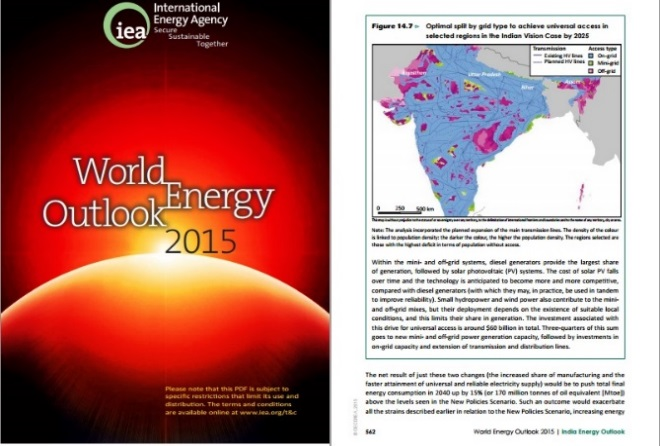 International
Energy Agency
iea
Secure
Sustainable
Together
World
Energy
Outlook
2015
Please note that this PDF is subject to
specific restrictions that limit its use and
distribution. The terms and conditions
are available online at www.iea.org/t&c
Figure 14.7 ▷ Optimal split by grid type to achieve universal access in
selected regions in the Indian Vision Case by 2025
Transmission
Existing HV lines
Planned HV lines
Access type
On-grid
Mini-grid
Off-grid
Rajasthan
Uttar Pradesh
Bihar
0 250 500 km
Note: The analysis incorporated the planned expansion of the main transmission lines. The density of the colour
is linked to population density: the darker the colour, the higher the population density. The regions selected are
those with the highest deficit in terms of population without access.
Within the mini- and off-grid systems, diesel generators provide the largest share
of generation, followed by solar photovoltaic (PV) systems. The cost of solar PV falls
over time and the technology is anticipated to become more and more competitive,
compared with diesel generators (with which they may, in practice, be used in tandem
to improve reliability). Small hydropower and wind power also contribute to the mini-
and off-grid mixes, but their deployment depends on the existence of suitable local
conditions, and this limits their share in generation. The investment associated with
this drive for universal access is around $60 billion in total. Three-quarters of this sum
goes to new mini- and off-grid power generation capacity, followed by investments in
on-grid capacity and extension of transmission and distribution lines.
The net result of just these two changes (the increased share of manufacturing and the
faster attainment of universal and reliable electricity supply) would be to push total final
energy consumption in 2040 up by 15% (or 170 million tonnes of oil equivalent [Mtoe])
above the levels seen in the New Policies Scenario. Such an outcome would exacerbate
all the strains described earlier in relation to the New Policies Scenario, increasing energy
562
World Energy Outlook 2015 | India Energy Outlook